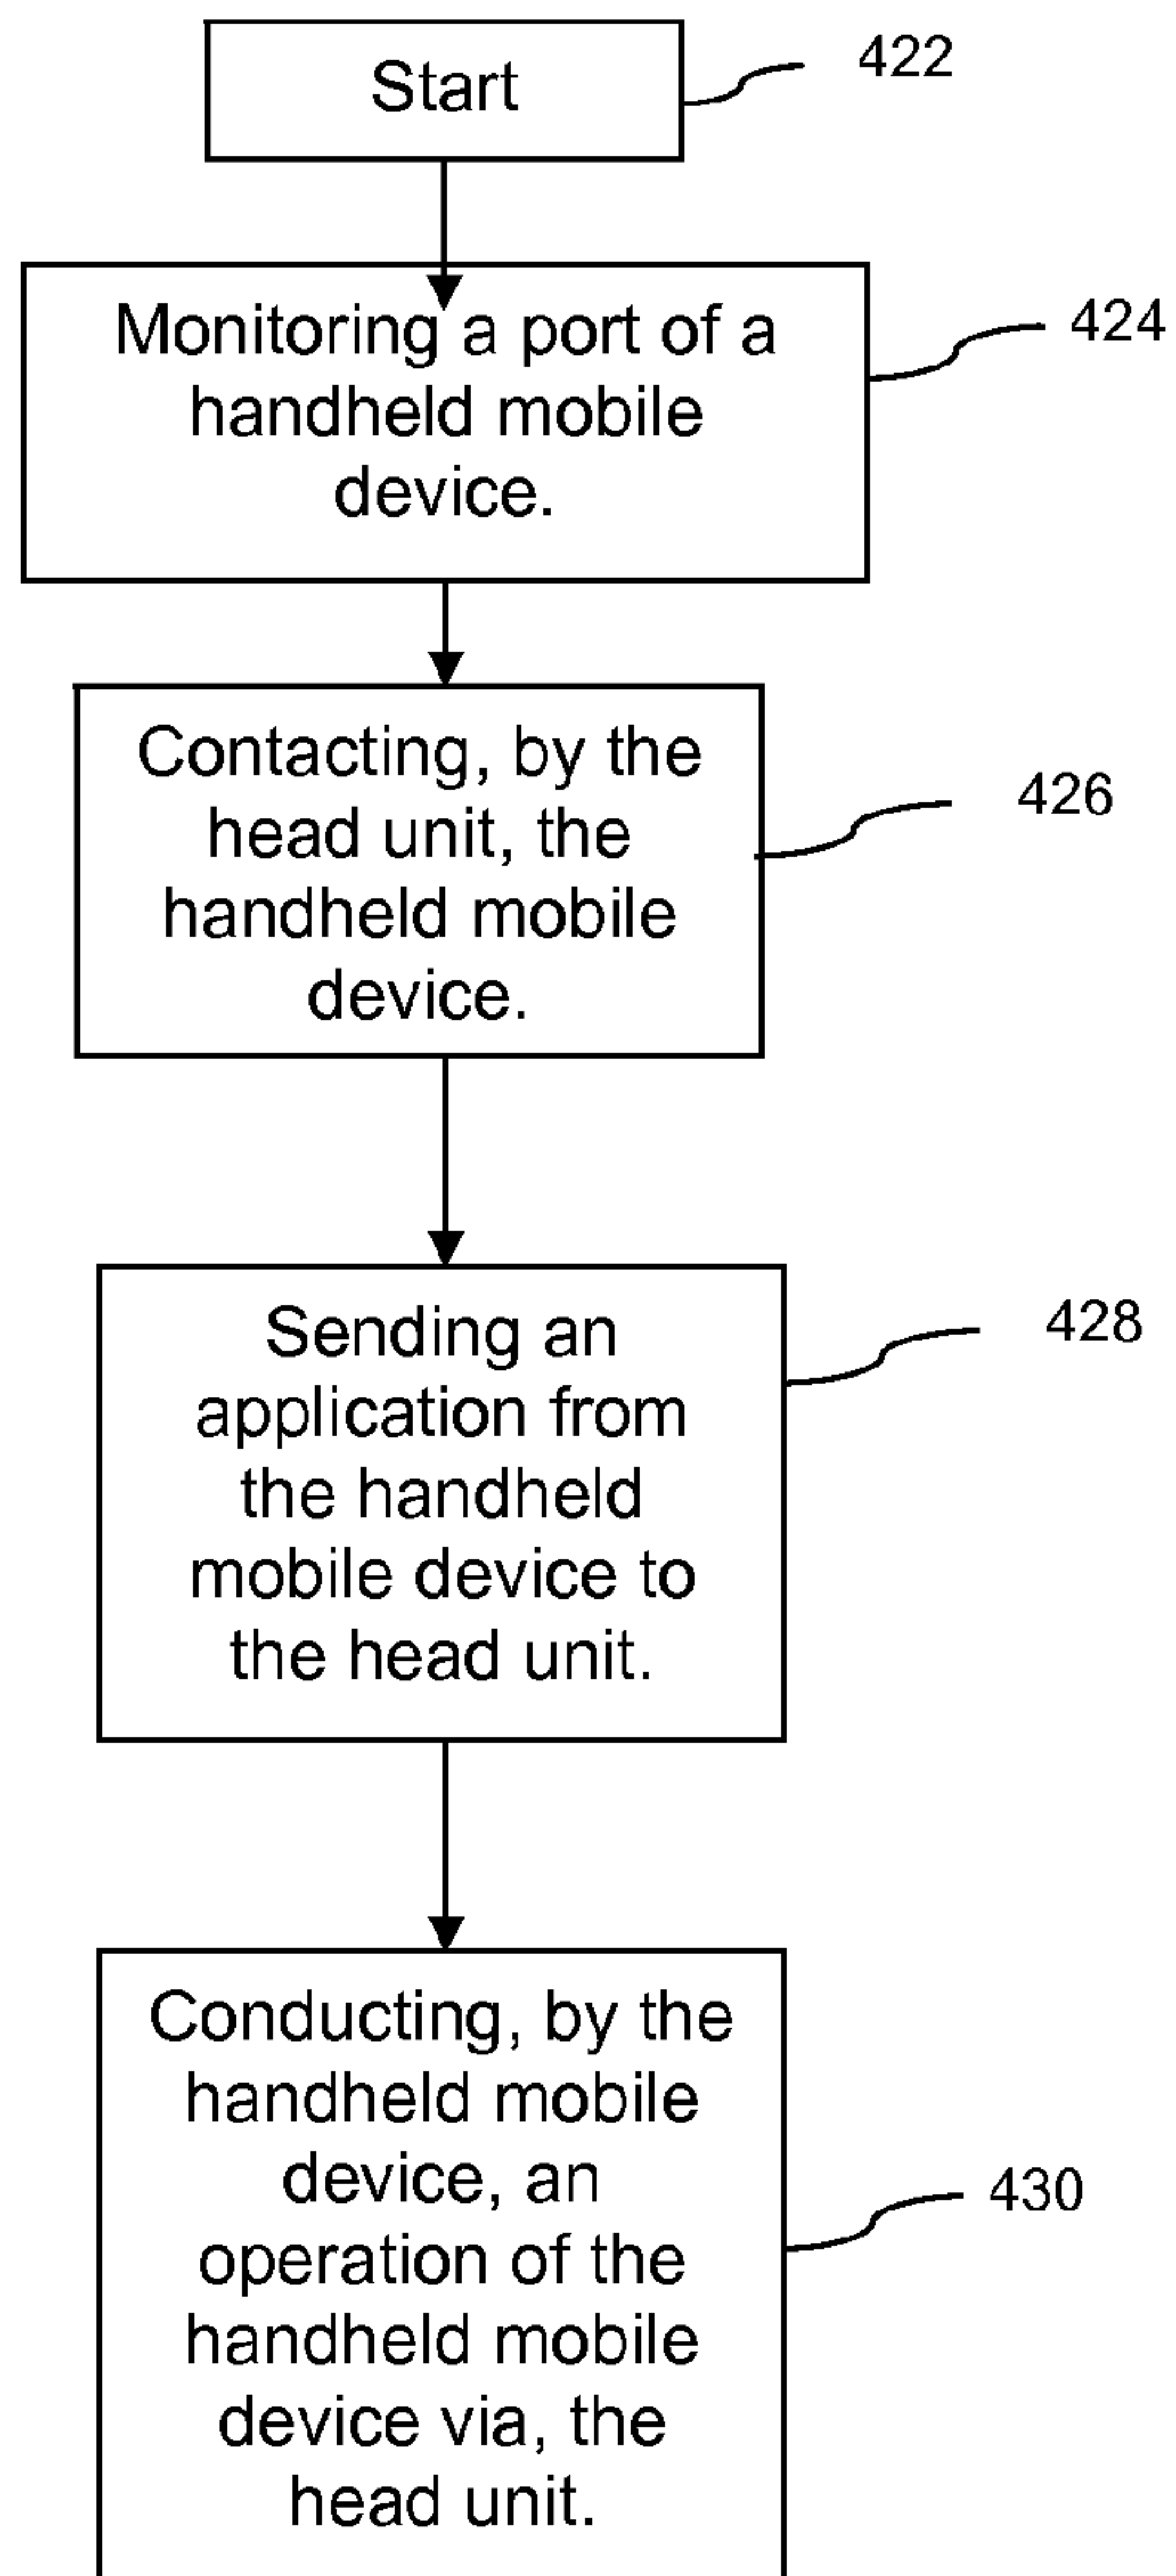 Start
422
Monitoring a port of a
handheld mobile
device.
424
Contacting, by the
head unit, the
handheld mobile
device.
426
Sending an
application from
the handheld
mobile device to
the head unit.
428
Conducting, by the
handheld mobile
device, an
operation of the
handheld mobile
device via, the
head unit.
430